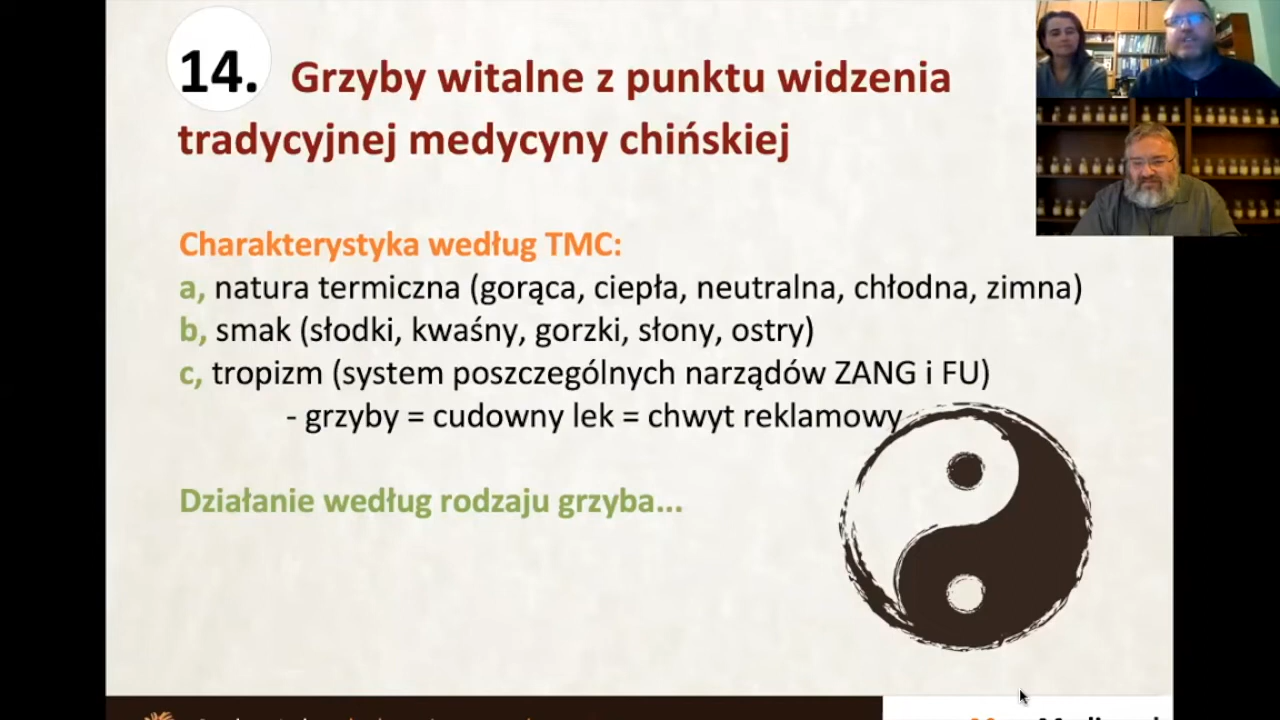 14. Grzyby witalne z punktu widzenia
tradycyjnej medycyny chińskiej
Charakterystyka według TMC:
a, natura termiczna (gorąca, ciepła, neutralna, chłodna, zimna)
b, smak (słodki, kwaśny, gorzki, słony, ostry)
c, tropizm (system poszczególnych narządów ZANG i FU)
- grzyby = cudowny lek = chwyt reklamowy
Działanie według rodzaju grzyba...